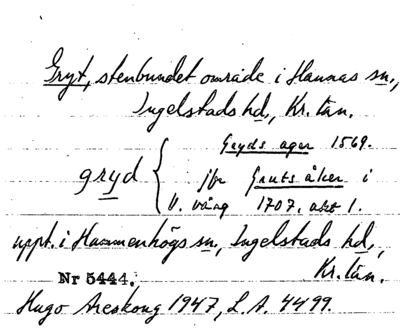 Gryt, stenbundet område i Hannas sn.,
Ingelstads hd, Kr. län.
Gryds ager 1569.
gryd { jfr Gruts åker i
V. vång 1707, akt 1.
uppt. i Hammenhögs sn, Ingelstads hd,
Kr. län.
Nr 5444.
Hugo Areskoug 1947, L.A. 4499.